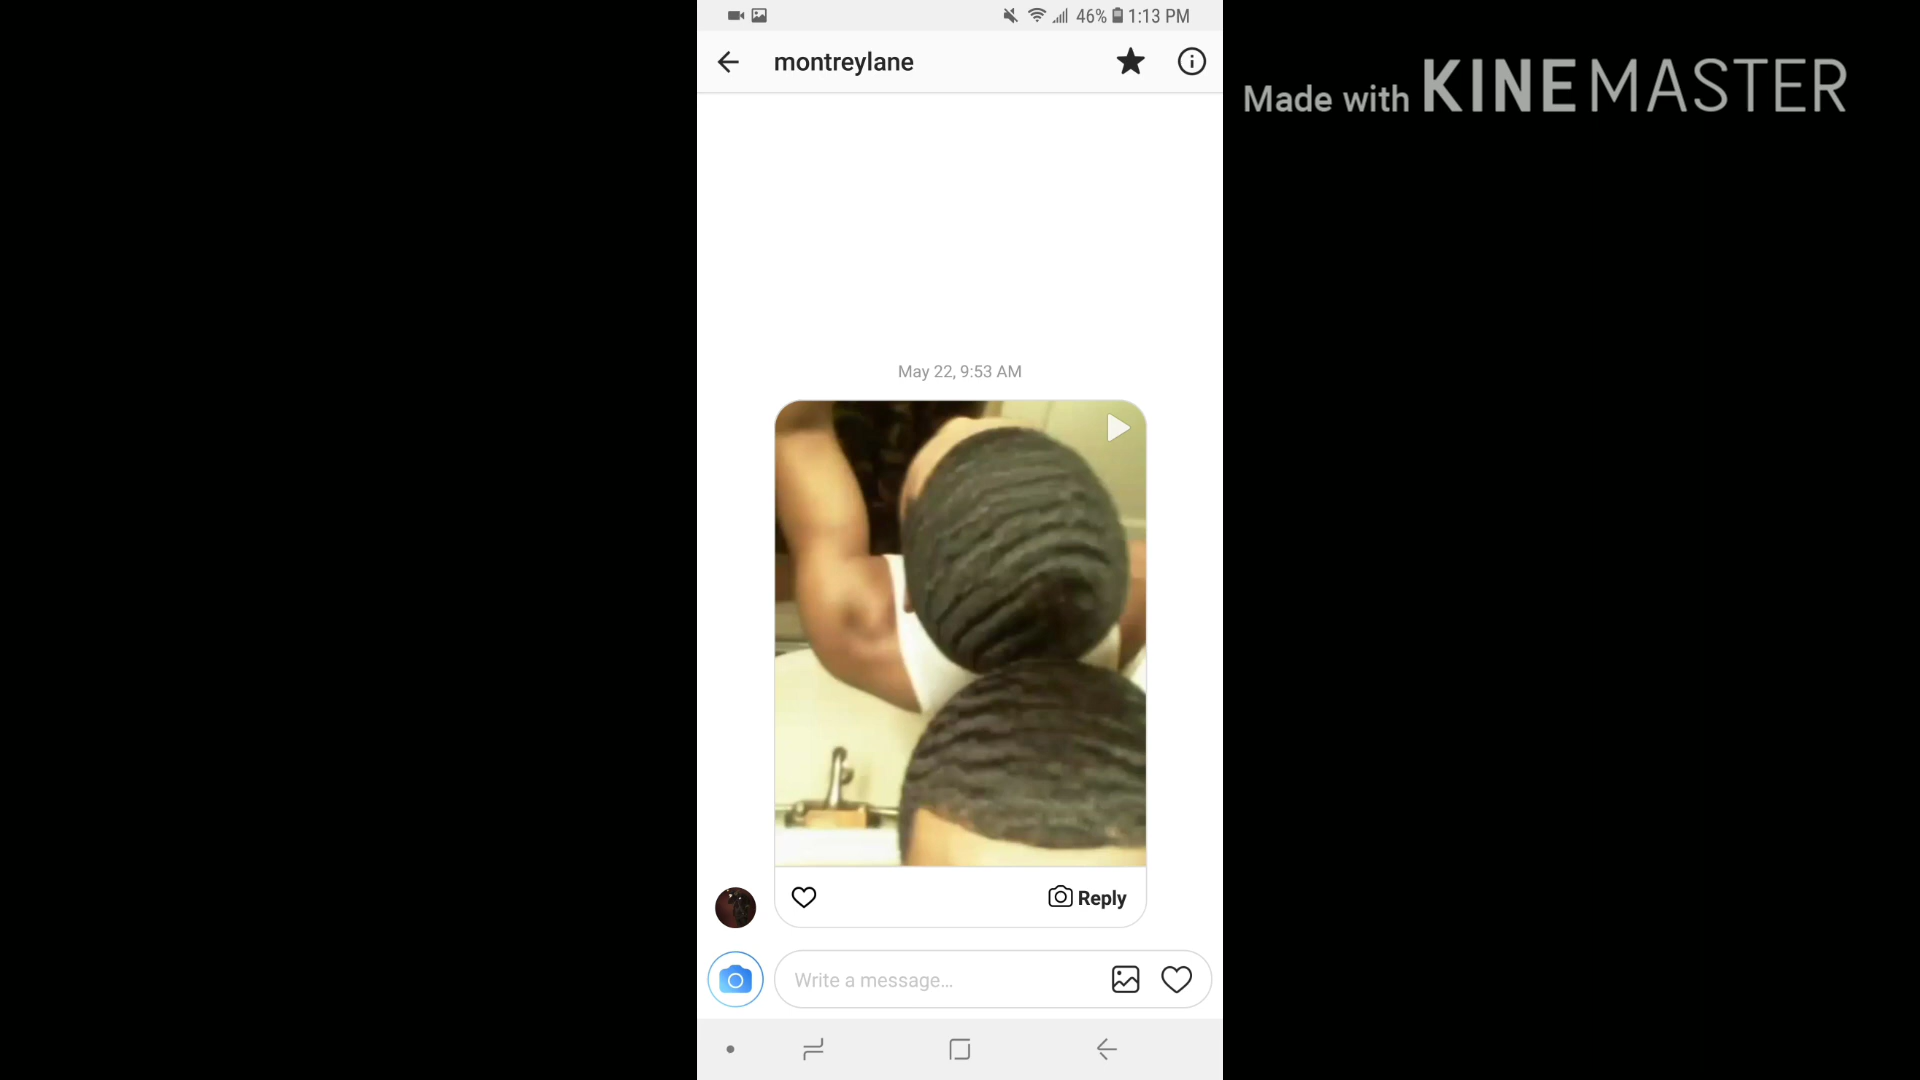 46% 1:13 PM
montreylane
Made with KINEMASTER
May 22, 9:53 AM
Reply
Write a message...